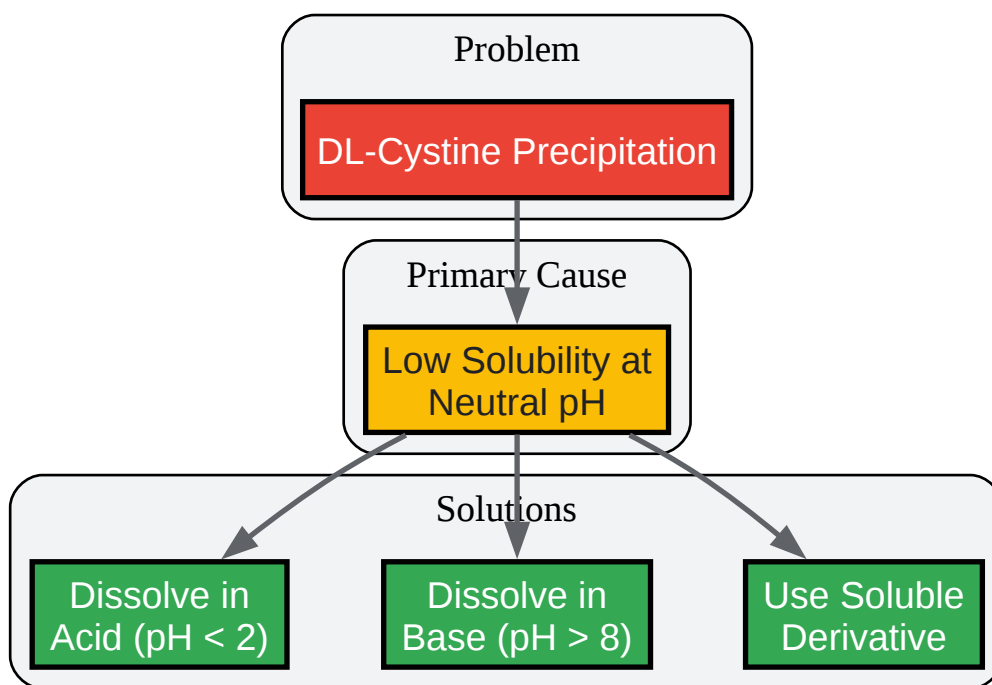 Problem
DL-Cystine Precipitation
Primary Cause
Low Solubility at
Neutral pH
Solutions
Dissolve in
Acid (pH < 2)
Dissolve in
Base (pH > 8)
Use Soluble
Derivative